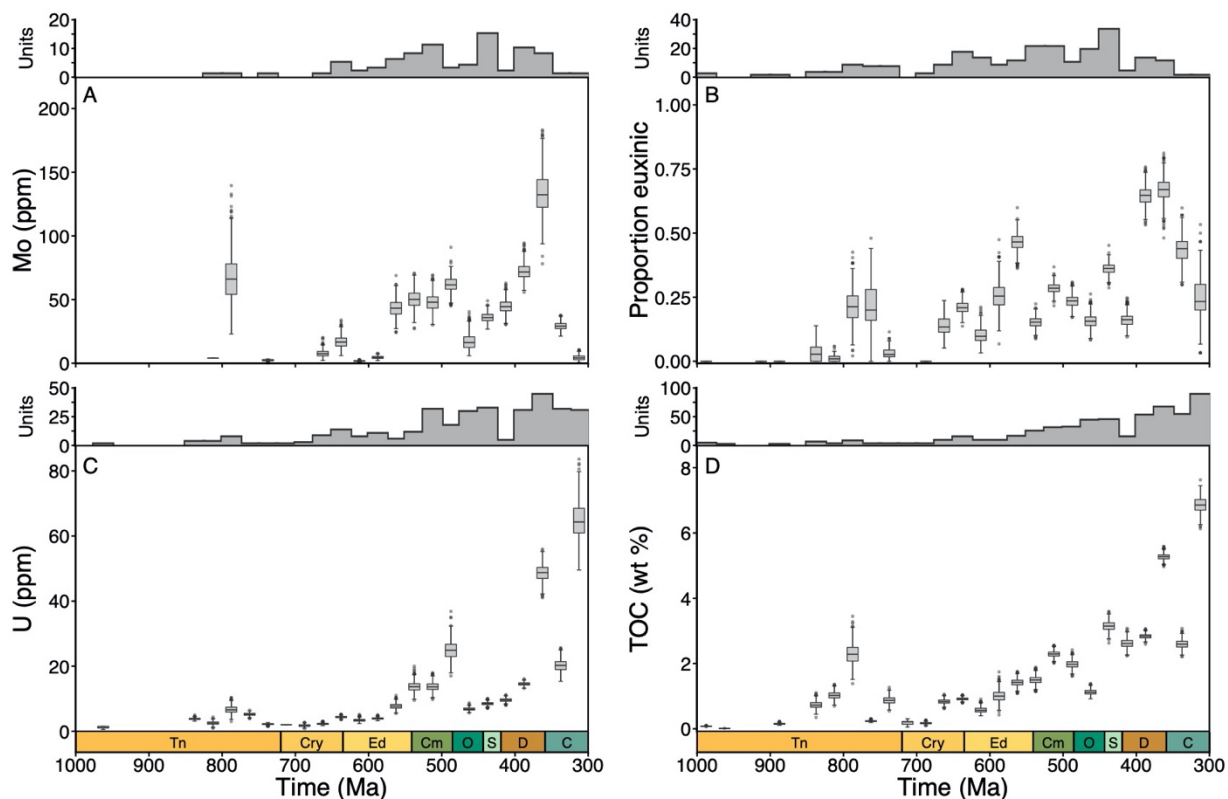 20
15
10
5
0
Units
40
20
0
Units
A
200
150
100
50
0
Mo (ppm)
B
1.00
0.75
0.50
0.25
0.00
Proportion euxinic
50
25
0
Units
100
50
0
Units
C
80
60
40
20
0
U (ppm)
D
8
6
4
2
0
TOC (wt %)
Tn Cry Ed Cm O S D C
1000 900 800 700 600 500 400 300
Time (Ma)
Tn Cry Ed Cm O S D C
1000 900 800 700 600 500 400 300
Time (Ma)